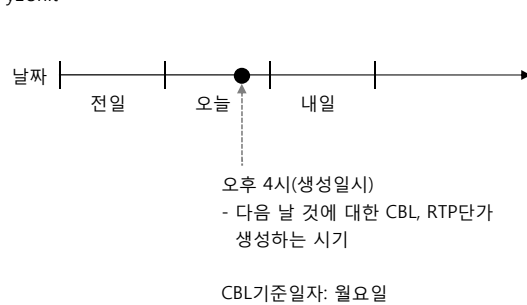 날짜
전일
오늘
내일
오후 4시(생성일시)
- 다음 날 것에 대한 CBL, RTP단가
생성하는 시기
CBL기준일자: 월요일